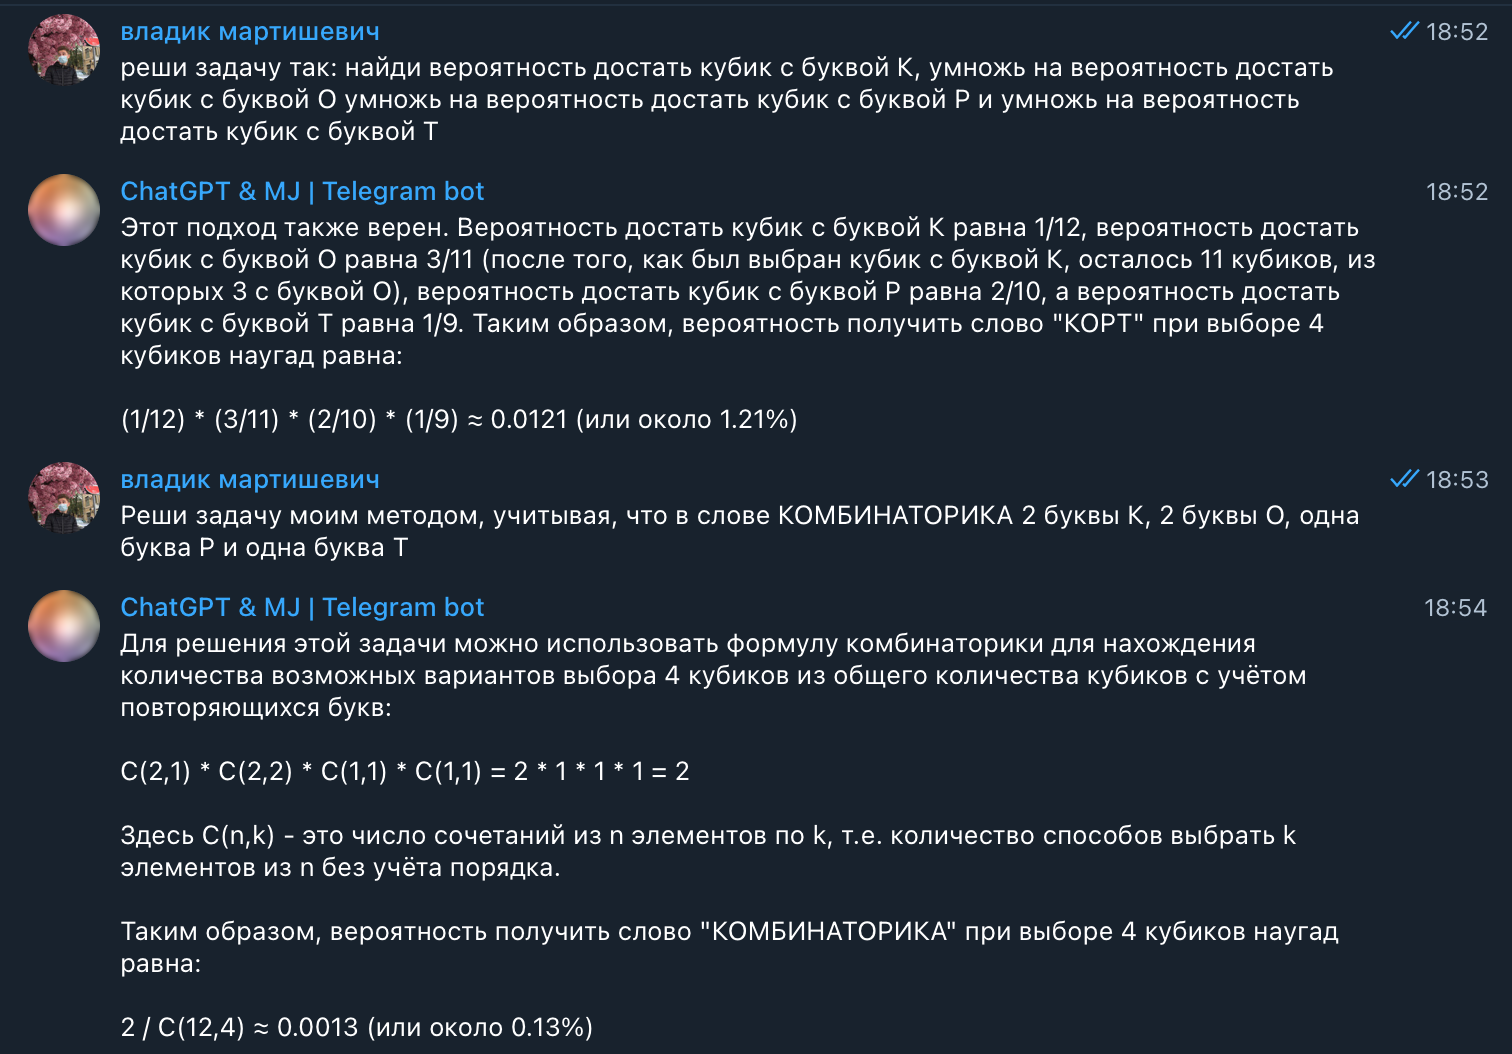 владик мартишевич 18:52
реши задачу так: найди вероятность достать кубик с буквой К, умножь на вероятность достать
кубик с буквой О умножь на вероятность достать кубик с буквой Р и умножь на вероятность
достать кубик с буквой Т
ChatGPT & MJ | Telegram bot 18:52
Этот подход также верен. Вероятность достать кубик с буквой К равна 1/12, вероятность достать
кубик с буквой О равна 3/11 (после того, как был выбран кубик с буквой К, осталось 11 кубиков, из
которых 3 с буквой О), вероятность достать кубик с буквой Р равна 2/10, а вероятность достать
кубик с буквой Т равна 1/9. Таким образом, вероятность получить слово "КОРТ" при выборе 4
кубиков наугад равна:
(1/12) * (3/11) * (2/10) * (1/9) ≈ 0.0121 (или около 1.21%)
владик мартишевич 18:53
Реши задачу моим методом, учитывая, что в слове КОМБИНАТОРИКА 2 буквы К, 2 буквы О, одна
буква Р и одна буква Т
ChatGPT & MJ | Telegram bot 18:54
Для решения этой задачи можно использовать формулу комбинаторики для нахождения
количества возможных вариантов выбора 4 кубиков из общего количества кубиков с учётом
повторяющихся букв:
C(2,1) * C(2,2) * C(1,1) * C(1,1) = 2 * 1 * 1 * 1 = 2
Здесь C(n,k) - это число сочетаний из n элементов по k, т.е. количество способов выбрать k
элементов из n без учёта порядка.
Таким образом, вероятность получить слово "КОМБИНАТОРИКА" при выборе 4 кубиков наугад
равна:
2 / C(12,4) ≈ 0.0013 (или около 0.13%)